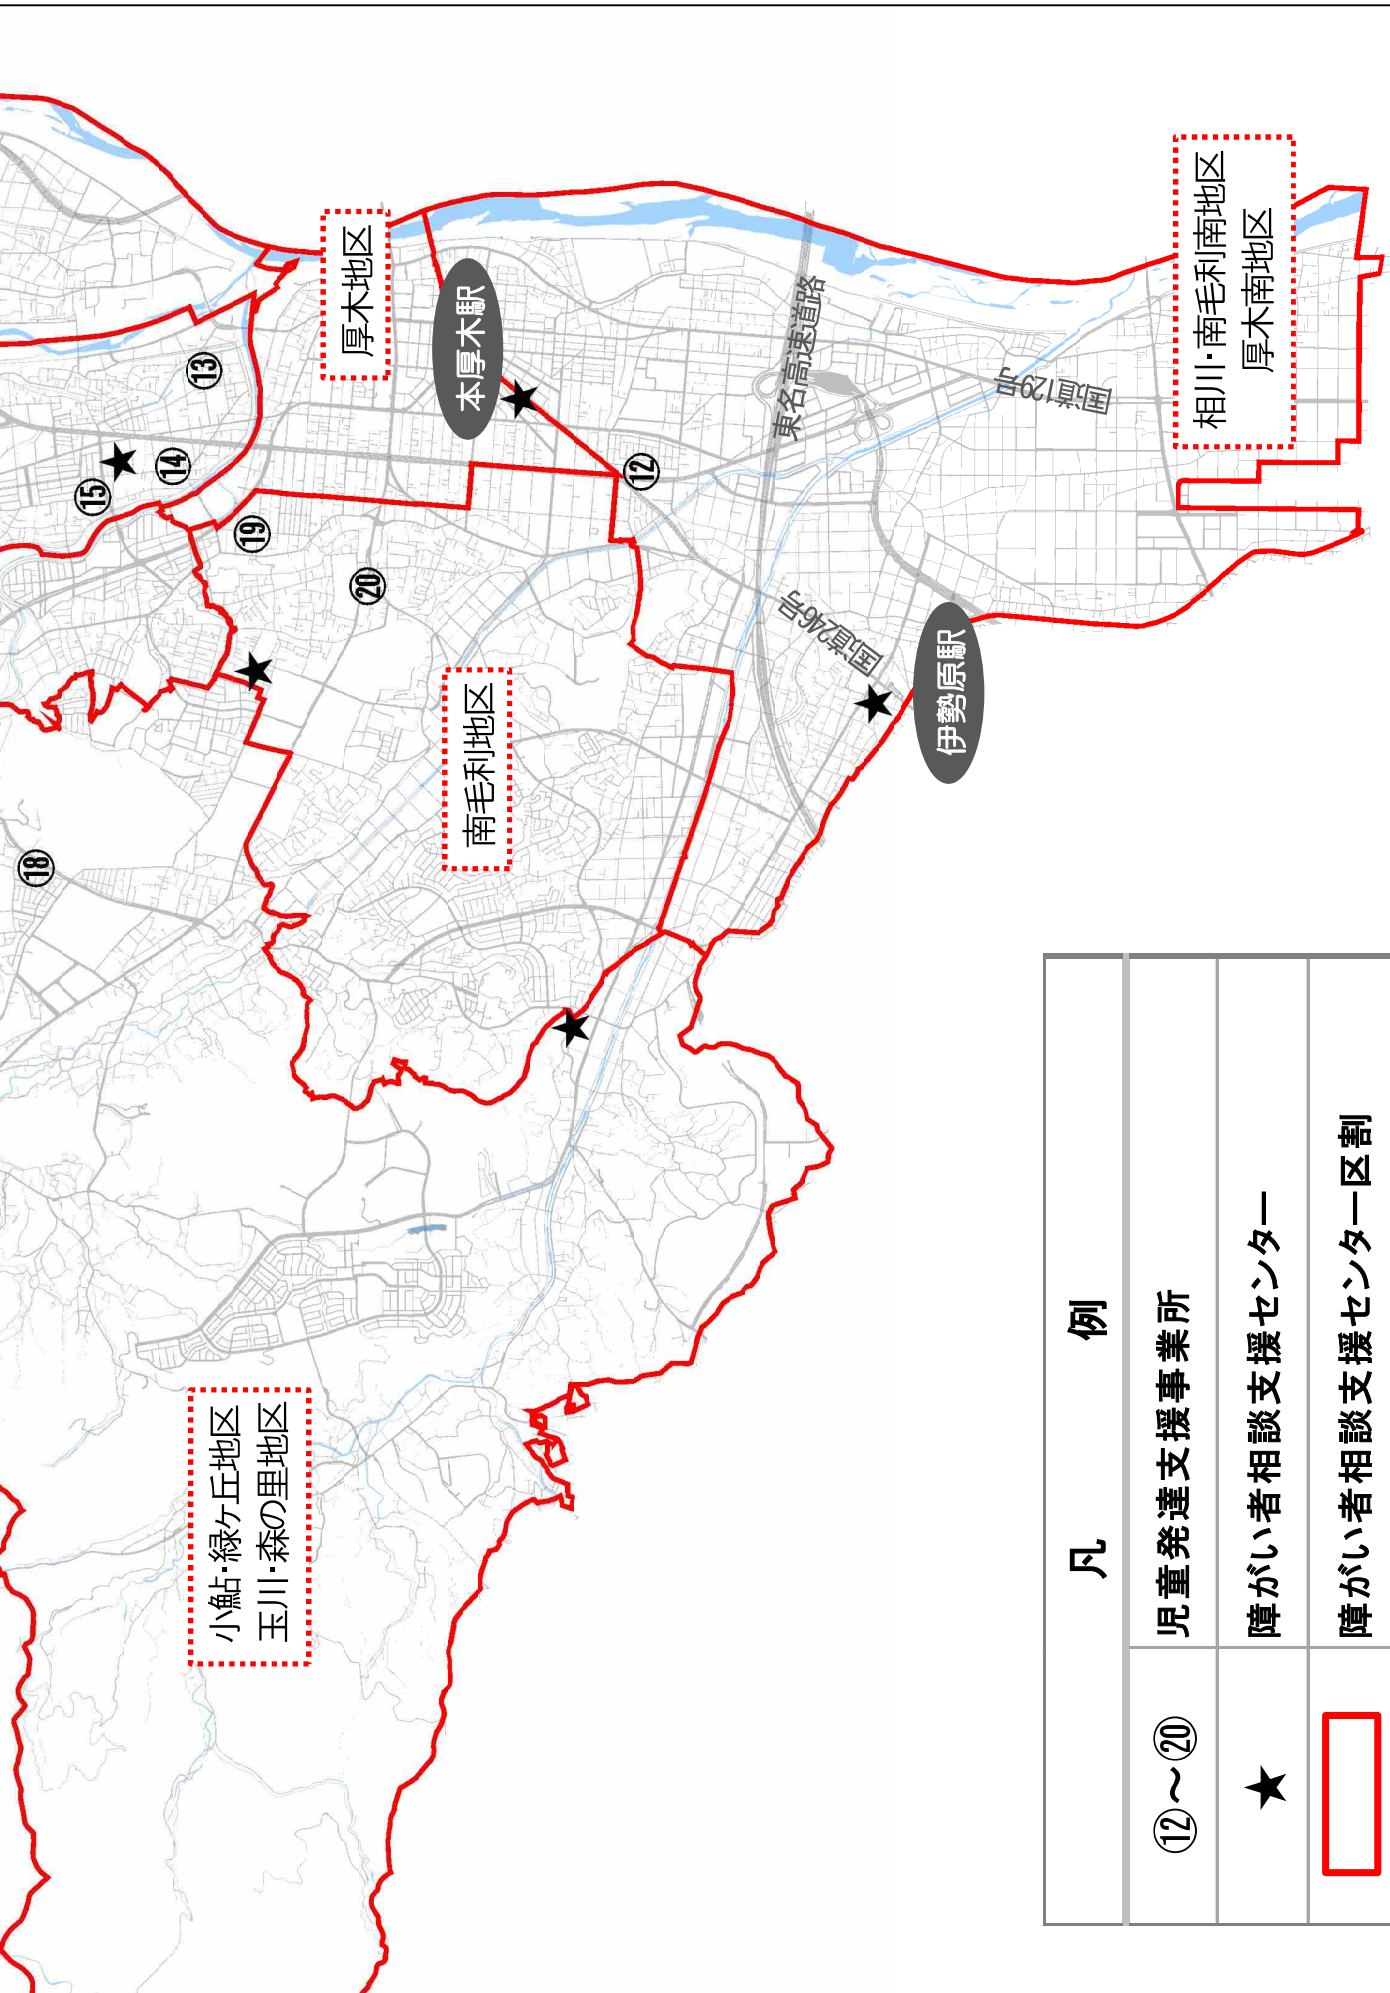 ⑬
⑭
⑮
⑱
⑲
⑳
⑫
厚木地区
本厚木駅
東名高速道路
国道129号
国道246号
伊勢原駅
南毛利地区
相川・南毛利南地区
厚木南地区
小鮎・緑ヶ丘地区
玉川・森の里地区
凡例
⑫～⑳ 児童発達支援事業所
★ 障がい者相談支援センター
障がい者相談支援センター区割